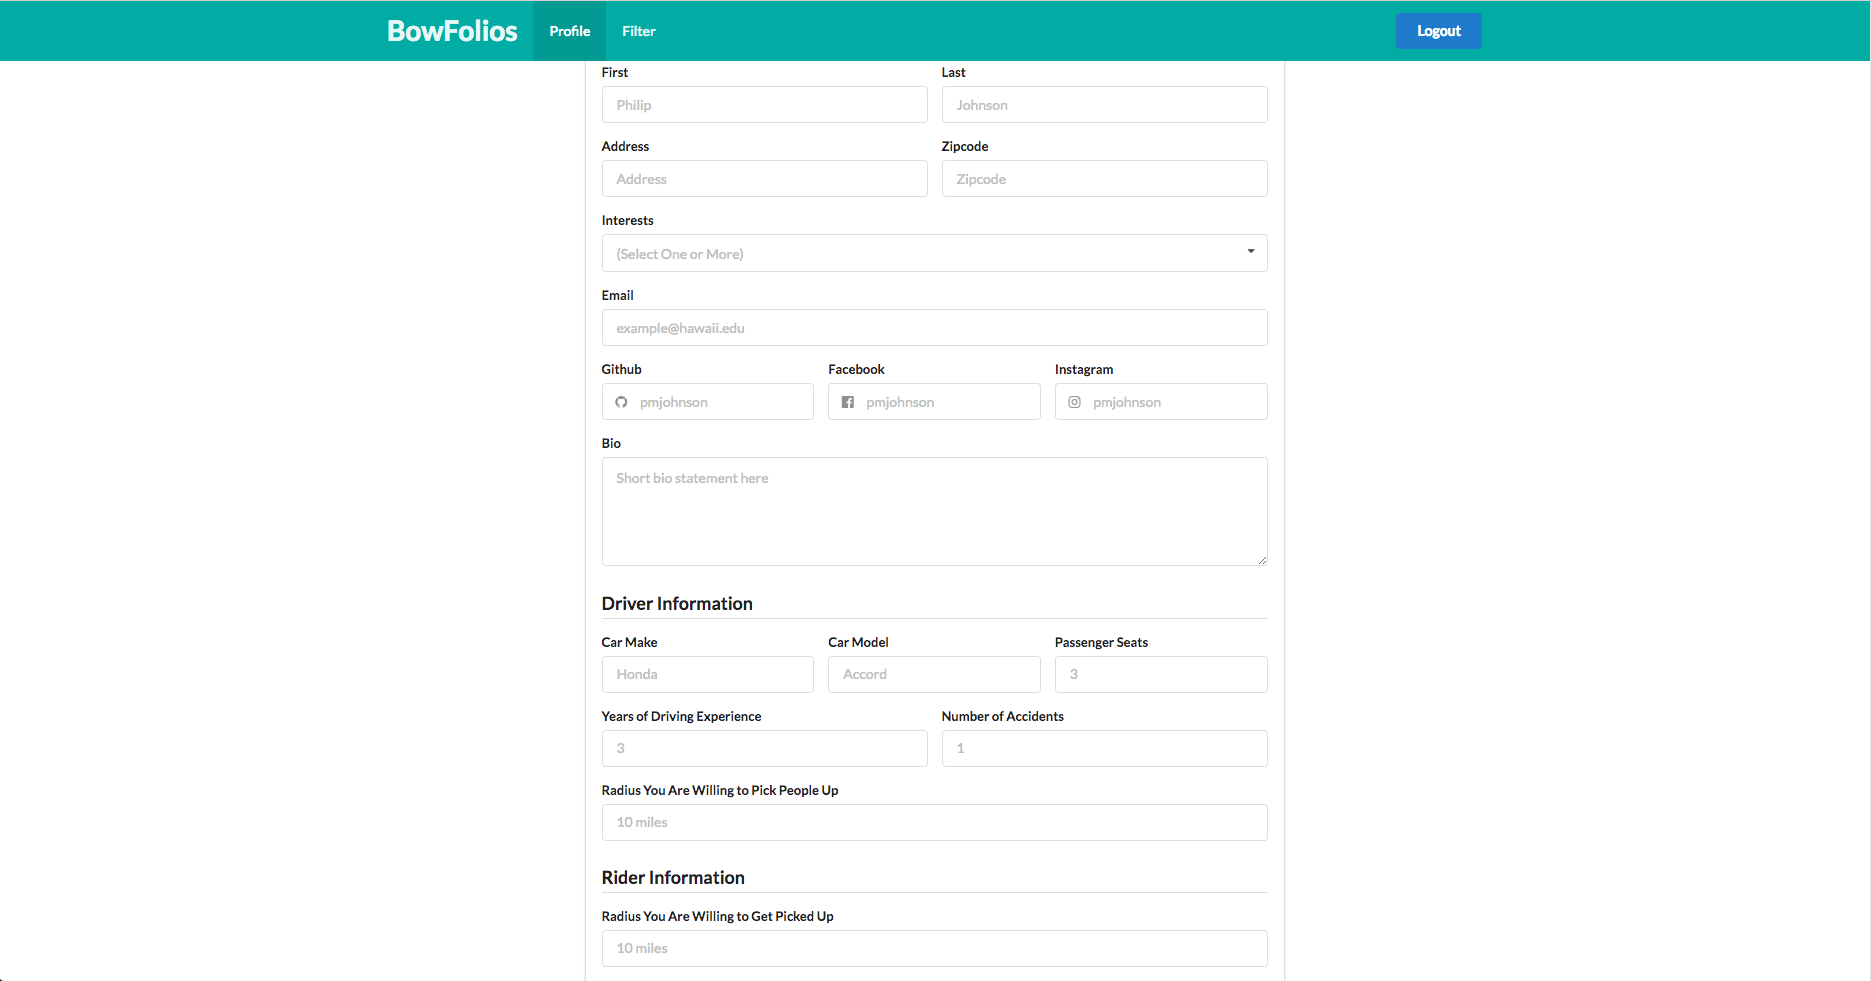 BowFolios Profile Filter Logout
First Last
Philip Johnson
Address Zipcode
Address Zipcode
Interests
(Select One or More)
Email
example@hawaii.edu
Github Facebook Instagram
pmjohnson pmjohnson pmjohnson
Bio
Short bio statement here
Driver Information
Car Make Car Model Passenger Seats
Honda Accord 3
Years of Driving Experience Number of Accidents
3 1
Radius You Are Willing to Pick People Up
10 miles
Rider Information
Radius You Are Willing to Get Picked Up
10 miles